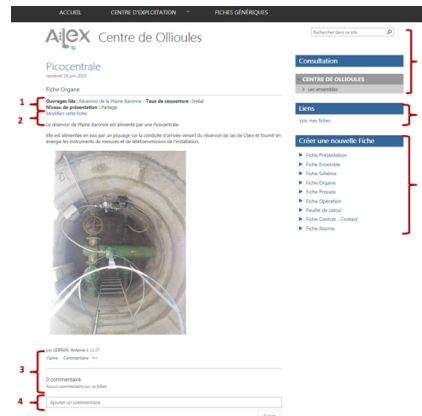 ACCUEIL CENTRE D'EXPLOITATION FICHES GÉNÉRIQUES
Alex Centre de Ollioules
Rechercher dans ce site
Picocentrale
vendredi 19 juin 2015
Fiche Organe
1
Ouvrages liés : Réservoir de la Plaine Baronne - Taux de couverture : Initial
Niveau de présentation : Partage
2
Modifiez cette fiche
Le réservoir de Plaine Baronne est alimenté par une Picocentrale.
Elle est alimentée en eau par un piquage sur la conduite d'arrivée venant du réservoir de Jas de Clare et fournit en
énergie les instruments de mesures et de télétransmission de l'installation.
Consultation
CENTRE DE OLLIOULES
Les ensembles
Liens
Voir mes fiches
Créer une nouvelle Fiche
Fiche Présentation
Fiche Ensemble
Fiche Schéma
Fiche Organe
Fiche Process
Fiche Opération
Feuille de calcul
Fiche Contrat - Contact
Fiche Alarme
par LEBRUN, Antoine à 11:37
J'aime Commentaire
3
0 commentaire
Aucun commentaire sur ce billet.
4
Ajouter un commentaire